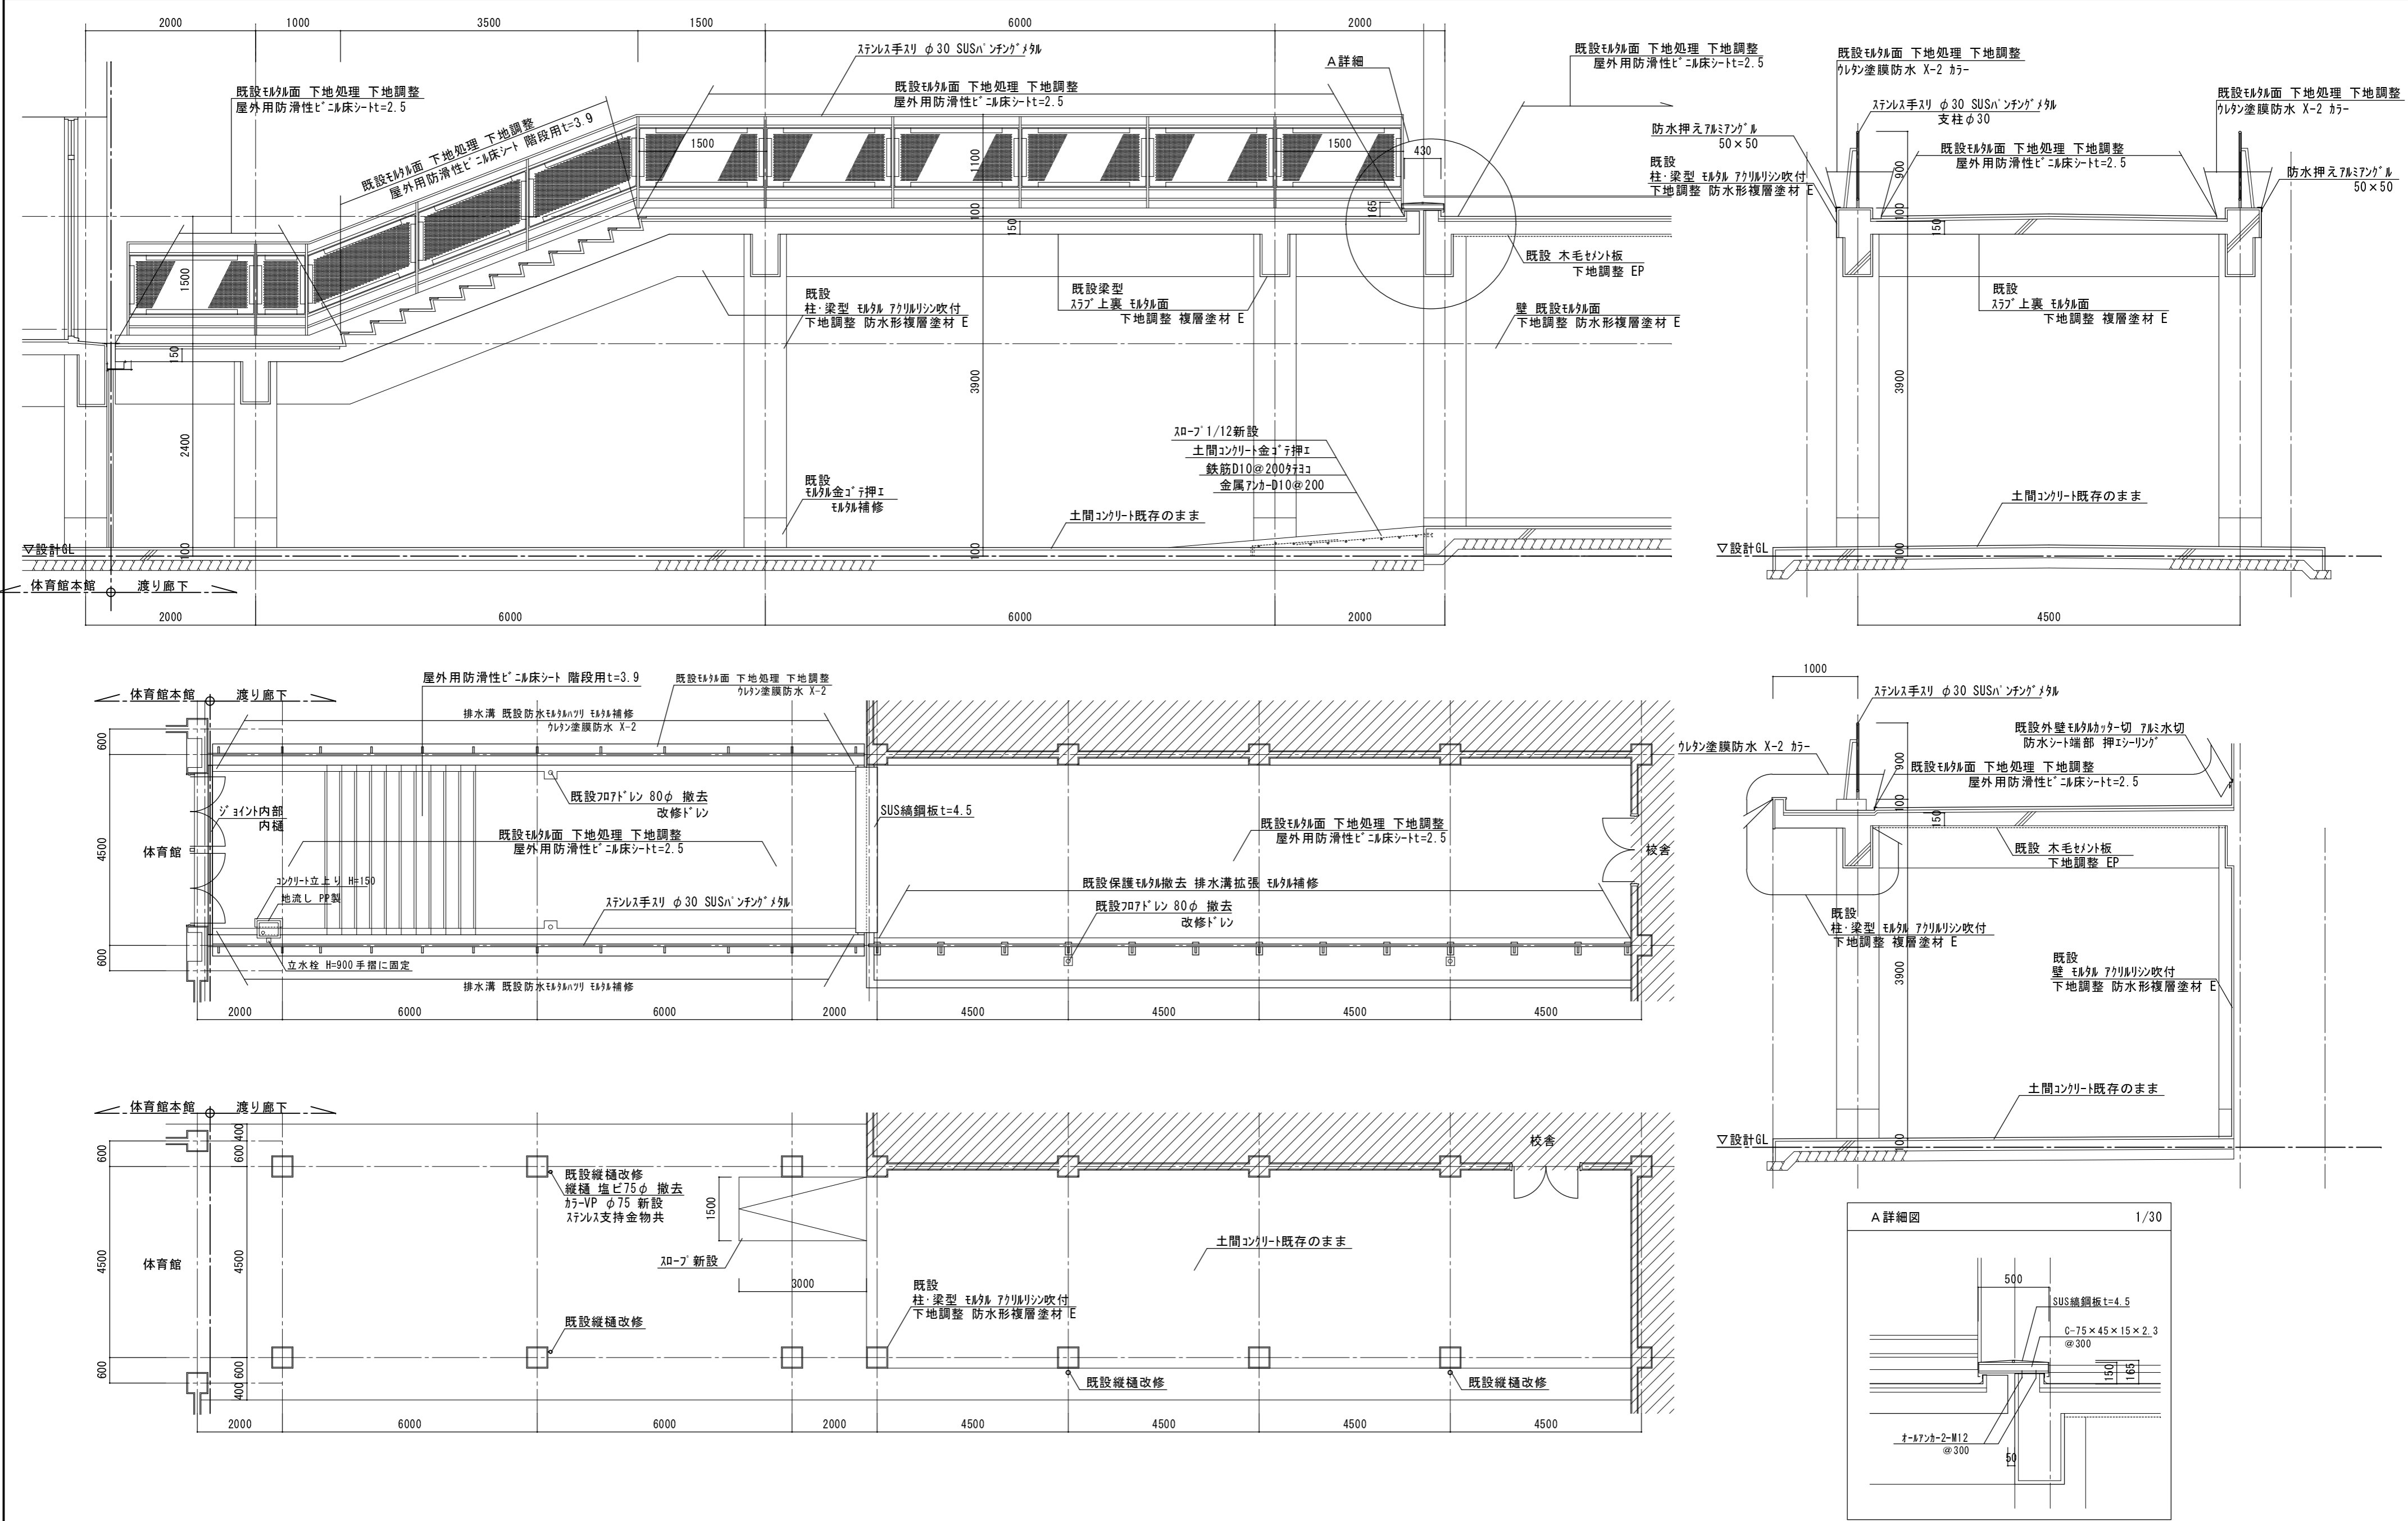 2000
1000
3500
1500
6000
2000
ステンレス手スリ φ30 SUSパンチングメタル
A詳細
既設モルタル面 下地処理 下地調整
屋外用防滑性ビニル床シートt=2.5
既設モルタル面 下地処理 下地調整
屋外用防滑性ビニル床シートt=2.5
既設モルタル面 下地処理 下地調整
屋外用防滑性ビニル床シートt=2.5
既設モルタル面 下地処理 下地調整
屋外用防滑性ビニル床シート 階段用t=3.9
1500
1100
1500
430
165
100
150
1500
150
2400
100
3900
100
既設
柱・梁型 モルタル アクリルリシン吹付
下地調整 防水形複層塗材 E
既設梁型
スラブ上裏 モルタル面
下地調整 複層塗材 E
既設 木毛セメント板
下地調整 EP
壁 既設モルタル面
下地調整 防水形複層塗材 E
スロープ1/12新設
土間コンクリート金ゴテ押エ
鉄筋D10@200タテヨコ
金属アンカーD10@200
既設
モルタル金ゴテ押エ
モルタル補修
土間コンクリート既存のまま
▽設計GL
体育館本館
渡り廊下
2000
6000
6000
2000
既設モルタル面 下地処理 下地調整
ウレタン塗膜防水 X-2 カラー
ステンレス手スリ φ30 SUSパンチングメタル
支柱φ30
既設モルタル面 下地処理 下地調整
ウレタン塗膜防水 X-2 カラー
防水押えアルミアングル
50×50
既設モルタル面 下地処理 下地調整
屋外用防滑性ビニル床シートt=2.5
防水押えアルミアングル
50×50
既設
柱・梁型 モルタル アクリルリシン吹付
下地調整 防水形複層塗材 E
900
100
150
既設
スラブ上裏 モルタル面
下地調整 複層塗材 E
3900
土間コンクリート既存のまま
▽設計GL
100
4500
体育館本館
渡り廊下
屋外用防滑性ビニル床シート 階段用t=3.9
既設モルタル面 下地処理 下地調整
ウレタン塗膜防水 X-2
排水溝 既設防水モルタルハツリ モルタル補修
ウレタン塗膜防水 X-2
600
4500
600
ジョイント内部
内樋
体育館
既設フロアドレン 80φ 撤去
改修ドレン
既設モルタル面 下地処理 下地調整
屋外用防滑性ビニル床シートt=2.5
SUS縞鋼板t=4.5
既設モルタル面 下地処理 下地調整
屋外用防滑性ビニル床シートt=2.5
校舎
コンクリート立上り H=150
地流し PP製
ステンレス手スリ φ30 SUSパンチングメタル
既設保護モルタル撤去 排水溝拡張 モルタル補修
既設フロアドレン 80φ 撤去
改修ドレン
立水栓 H=900手摺に固定
排水溝 既設防水モルタルハツリ モルタル補修
2000
6000
6000
2000
4500
4500
4500
4500
1000
ステンレス手スリ φ30 SUSパンチングメタル
ウレタン塗膜防水 X-2 カラー
既設外壁モルタルカッター切 アルミ水切
防水シート端部 押エシーリング
既設モルタル面 下地処理 下地調整
屋外用防滑性ビニル床シートt=2.5
900
100
150
既設 木毛セメント板
下地調整 EP
既設
柱・梁型 モルタル アクリルリシン吹付
下地調整 複層塗材 E
3900
既設
壁 モルタル アクリルリシン吹付
下地調整 防水形複層塗材 E
土間コンクリート既存のまま
▽設計GL
100
体育館本館
渡り廊下
600
4500
600
400
600
4500
600
400
体育館
既設縦樋改修
縦樋 塩ビ75φ 撤去
カラーVP φ75 新設
ステンレス支持金物共
1500
スロープ新設
3000
既設縦樋改修
既設
柱・梁型 モルタル アクリルリシン吹付
下地調整 防水形複層塗材 E
土間コンクリート既存のまま
校舎
既設縦樋改修
既設縦樋改修
2000
6000
6000
2000
4500
4500
4500
4500
A詳細図
1/30
500
SUS縞鋼板t=4.5
C-75×45×15×2.3
@300
150
165
オールアンカー2-M12
@300
50